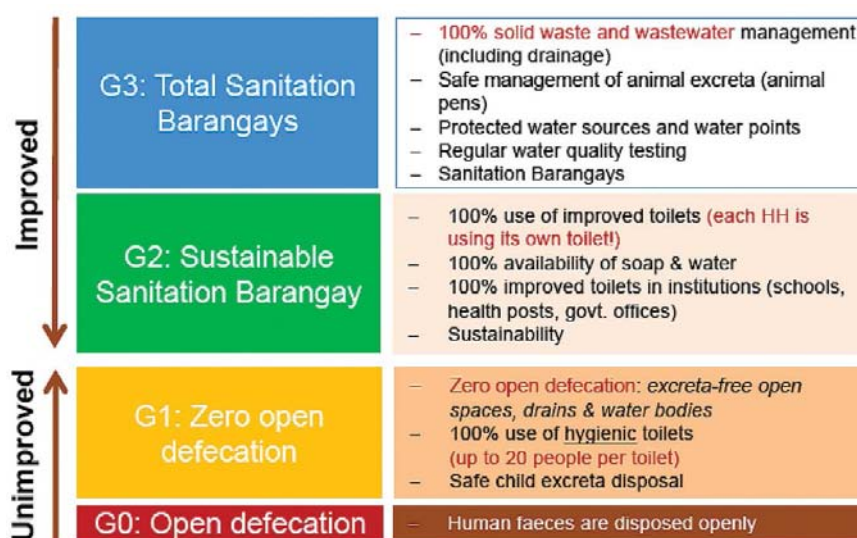 Improved
G3: Total Sanitation
Barangays
– 100% solid waste and wastewater management
(including drainage)
– Safe management of animal excreta (animal
pens)
– Protected water sources and water points
– Regular water quality testing
– Sanitation Barangays
G2: Sustainable
Sanitation Barangay
– 100% use of improved toilets (each HH is
using its own toilet!)
– 100% availability of soap & water
– 100% improved toilets in institutions (schools,
health posts, govt. offices)
– Sustainability
Unimproved
G1: Zero open
defecation
– Zero open defecation: excreta-free open
spaces, drains & water bodies
– 100% use of hygienic toilets
(up to 20 people per toilet)
– Safe child excreta disposal
G0: Open defecation
– Human faeces are disposed openly